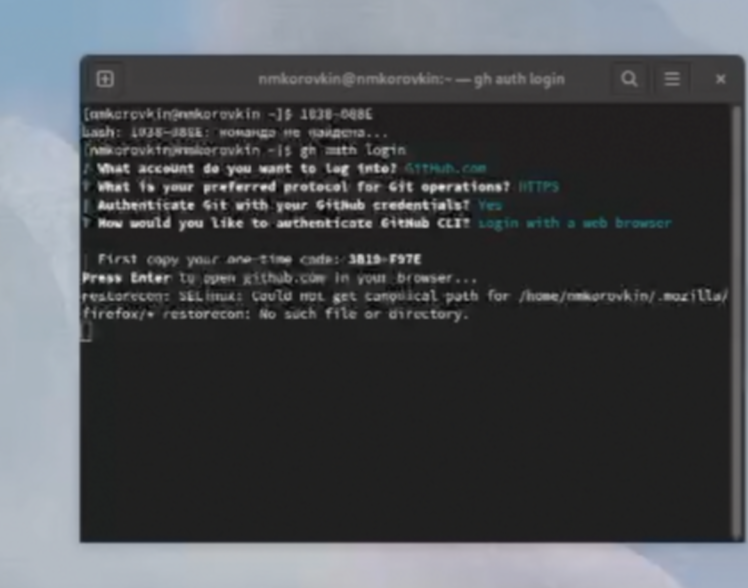 nmkorovkin@nmkorovkin:~ — gh auth login
[nmkorovkin@nmkorovkin ~]$ 1038-088E
bash: команда не найдена...
[nmkorovkin@nmkorovkin ~]$ gh auth login
What account do you want to log into? GitHub.com
? What is your preferred protocol for Git operations? HTTPS
Authenticate Git with your GitHub credentials? Yes
? How would you like to authenticate GitHub CLI? Login with a web browser
First copy your one-time code: 3B19-F97E
Press Enter to open github.com in your browser...
restorecon: SELinux: Could not get canonical path for /home/nmkorovkin/.mozilla/
firefox/* restorecon: No such file or directory.